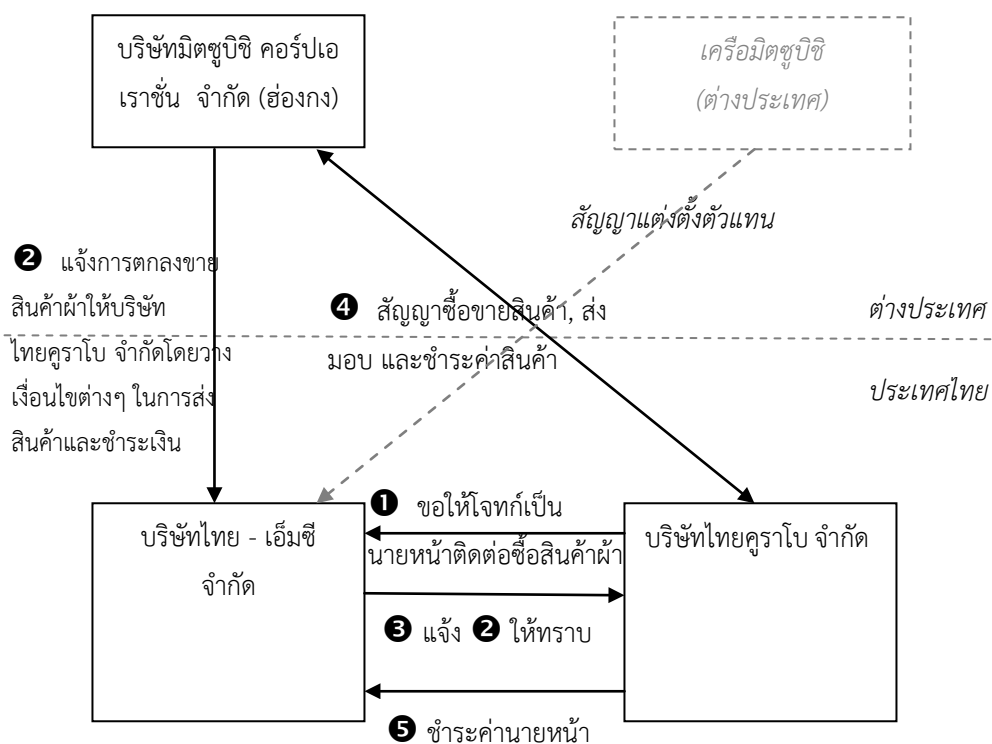 บริษัทมิตซูบิชิ คอร์ปเอ
เราชั่น จำกัด (ฮ่องกง)
เครือมิตซูบิชิ
(ต่างประเทศ)
สัญญาแต่งตั้งตัวแทน
❷ แจ้งการตกลงขาย
สินค้าผ้าให้บริษัท
ไทยคูราโบ จำกัดโดยวาง
เงื่อนไขต่างๆ ในการส่ง
สินค้าและชำระเงิน
❹ สัญญาซื้อขายสินค้า, ส่ง
มอบ และชำระค่าสินค้า
ต่างประเทศ
ประเทศไทย
บริษัทไทย - เอ็มซี
จำกัด
❶ ขอให้โจทก์เป็น
นายหน้าติดต่อซื้อสินค้าผ้า
❸ แจ้ง ❷ ให้ทราบ
❺ ชำระค่านายหน้า
บริษัทไทยคูราโบ จำกัด